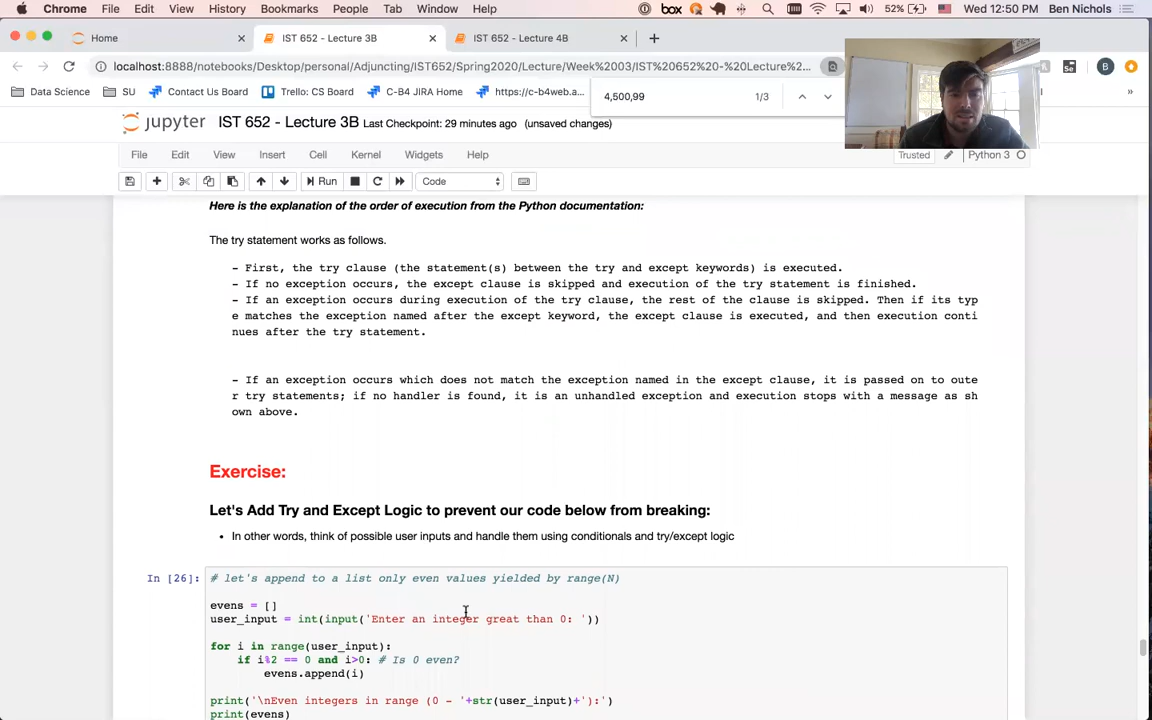 Chrome File Edit View History Bookmarks People Tab Window Help box 52% Wed 12:50 PM Ben Nichols
Home IST 652 - Lecture 3B IST 652 - Lecture 4B
localhost:8888/notebooks/Desktop/personal/Adjuncting/IST652/Spring2020/Lecture/Week%2003/IST%20652%20-%20Lecture%2...
B
4,500,99 1/3
Data Science SU Contact Us Board Trello: CS Board C-B4 JIRA Home https://c-b4web.a... »
jupyter IST 652 - Lecture 3B Last Checkpoint: 29 minutes ago (unsaved changes)
File Edit View Insert Cell Kernel Widgets Help Trusted Python 3
Run Code
Here is the explanation of the order of execution from the Python documentation:
The try statement works as follows.
- First, the try clause (the statement(s) between the try and except keywords) is executed.
- If no exception occurs, the except clause is skipped and execution of the try statement is finished.
- If an exception occurs during execution of the try clause, the rest of the clause is skipped. Then if its typ
e matches the exception named after the except keyword, the except clause is executed, and then execution conti
nues after the try statement.
- If an exception occurs which does not match the exception named in the except clause, it is passed on to oute
r try statements; if no handler is found, it is an unhandled exception and execution stops with a message as sh
own above.
Exercise:
Let's Add Try and Except Logic to prevent our code below from breaking:
• In other words, think of possible user inputs and handle them using conditionals and try/except logic
In [26]: # let's append to a list only even values yielded by range(N)
evens = []
user_input = int(input('Enter an integer great than 0: '))
for i in range(user_input):
if i%2 == 0 and i>0: # Is 0 even?
evens.append(i)
print('\nEven integers in range (0 - '+str(user_input)+'):')
print(evens)